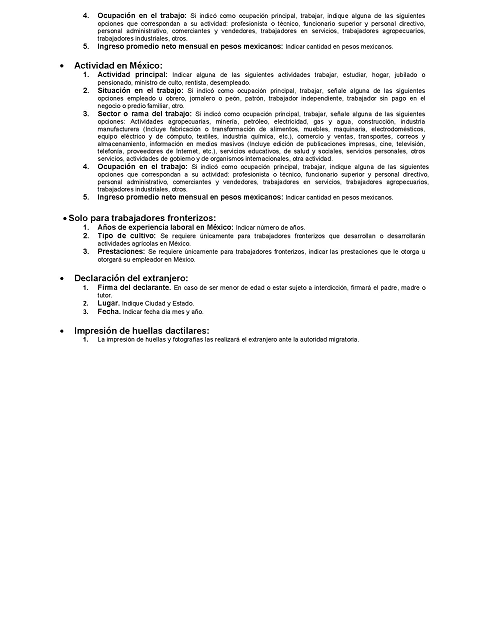 4. Ocupación en el trabajo: Si indicó como ocupación principal, trabajar, indique alguna de las siguientes
opciones que correspondan a su actividad: profesionista o técnico, funcionario superior y personal directivo,
personal administrativo, comerciantes y vendedores, trabajadores en servicios, trabajadores agropecuarios,
trabajadores industriales, otros.
5. Ingreso promedio neto mensual en pesos mexicanos: Indicar cantidad en pesos mexicanos.
• Actividad en México:
1. Actividad principal: Indicar alguna de las siguientes actividades trabajar, estudiar, hogar, jubilado o
pensionado, ministro de culto, rentista, desempleado.
2. Situación en el trabajo: Si indicó como ocupación principal, trabajar, señale alguna de las siguientes
opciones empleado u obrero, jornalero o peón, patrón, trabajador independiente, trabajador sin pago en el
negocio o predio familiar, otro.
3. Sector o rama del trabajo: Si indicó como ocupación principal, trabajar, señale alguna de las siguientes
opciones: Actividades agropecuarias, minería, petróleo, electricidad, gas y agua, construcción, industria
manufacturera (Incluye fabricación o transformación de alimentos, muebles, maquinaria, electrodomésticos,
equipo eléctrico y de cómputo, textiles, industria química, etc.), comercio y ventas, transportes, correos y
almacenamiento, información en medios masivos (Incluye edición de publicaciones impresas, cine, televisión,
telefonía, proveedores de Internet, etc.), servicios educativos, de salud y sociales, servicios personales, otros
servicios, actividades de gobierno y de organismos internacionales, otra actividad.
4. Ocupación en el trabajo: Si indicó como ocupación principal, trabajar, indique alguna de las siguientes
opciones que correspondan a su actividad: profesionista o técnico, funcionario superior y personal directivo,
personal administrativo, comerciantes y vendedores, trabajadores en servicios, trabajadores agropecuarios,
trabajadores industriales, otros.
5. Ingreso promedio neto mensual en pesos mexicanos: Indicar cantidad en pesos mexicanos.
• Solo para trabajadores fronterizos:
1. Años de experiencia laboral en México: Indicar número de años.
2. Tipo de cultivo: Se requiere únicamente para trabajadores fronterizos que desarrollan o desarrollarán
actividades agrícolas en México.
3. Prestaciones: Se requiere únicamente para trabajadores fronterizos, indicar las prestaciones que le otorga u
otorgará su empleador en México.
• Declaración del extranjero:
1. Firma del declarante. En caso de ser menor de edad o estar sujeto a interdicción, firmará el padre, madre o
tutor.
2. Lugar. Indique Ciudad y Estado.
3. Fecha. Indicar fecha día mes y año.
• Impresión de huellas dactilares:
1. La impresión de huellas y fotografías las realizará el extranjero ante la autoridad migratoria.